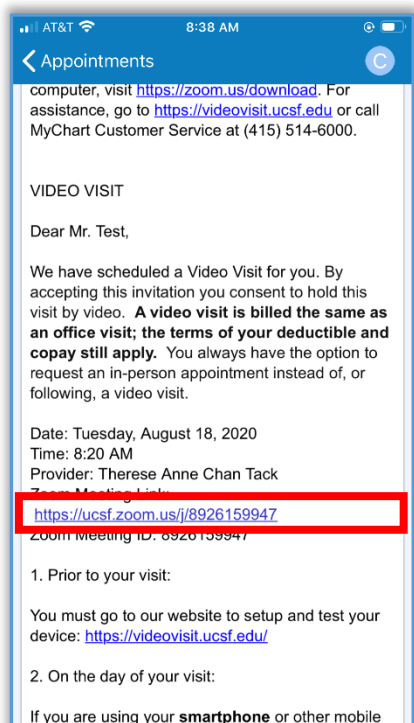 AT&T 8:38 AM
Appointments C
computer, visit https://zoom.us/download. For
assistance, go to https://videovisit.ucsf.edu or call
MyChart Customer Service at (415) 514-6000.
VIDEO VISIT
Dear Mr. Test,
We have scheduled a Video Visit for you. By
accepting this invitation you consent to hold this
visit by video. A video visit is billed the same as
an office visit; the terms of your deductible and
copay still apply. You always have the option to
request an in-person appointment instead of, or
following, a video visit.
Date: Tuesday, August 18, 2020
Time: 8:20 AM
Provider: Therese Anne Chan Tack
Zoom Meeting Link:
https://ucsf.zoom.us/j/8926159947
Zoom Meeting ID: 8926159947
1. Prior to your visit:
You must go to our website to setup and test your
device: https://videovisit.ucsf.edu/
2. On the day of your visit:
If you are using your smartphone or other mobile